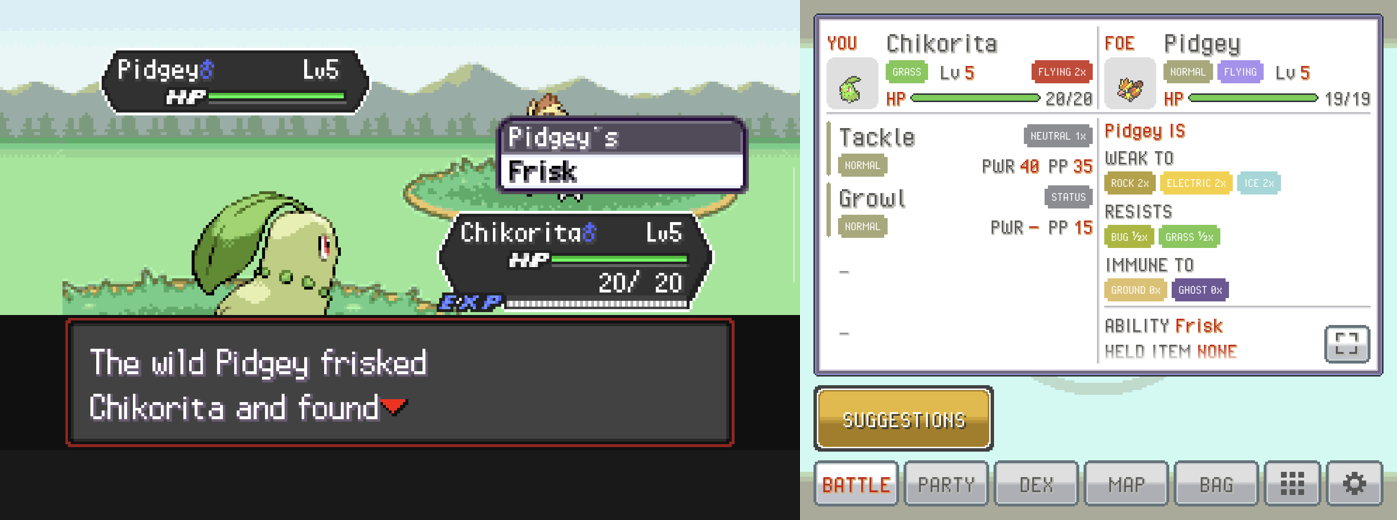 Pidgey♂ Lv5
HP
Pidgey's
Frisk
Chikorita♂ Lv5
HP
20/ 20
EXP
The wild Pidgey frisked
Chikorita and found
YOU Chikorita
GRASS Lv 5 FLYING 2x
HP 20/20
FOE Pidgey
NORMAL FLYING Lv 5
HP 19/19
Tackle NEUTRAL 1x
NORMAL PWR 40 PP 35
Growl STATUS
NORMAL PWR – PP 15
–
–
Pidgey IS
WEAK TO
ROCK 2x ELECTRIC 2x ICE 2x
RESISTS
BUG ½x GRASS ½x
IMMUNE TO
GROUND 0x GHOST 0x
ABILITY Frisk
HELD ITEM NONE
SUGGESTIONS
BATTLE PARTY DEX MAP BAG